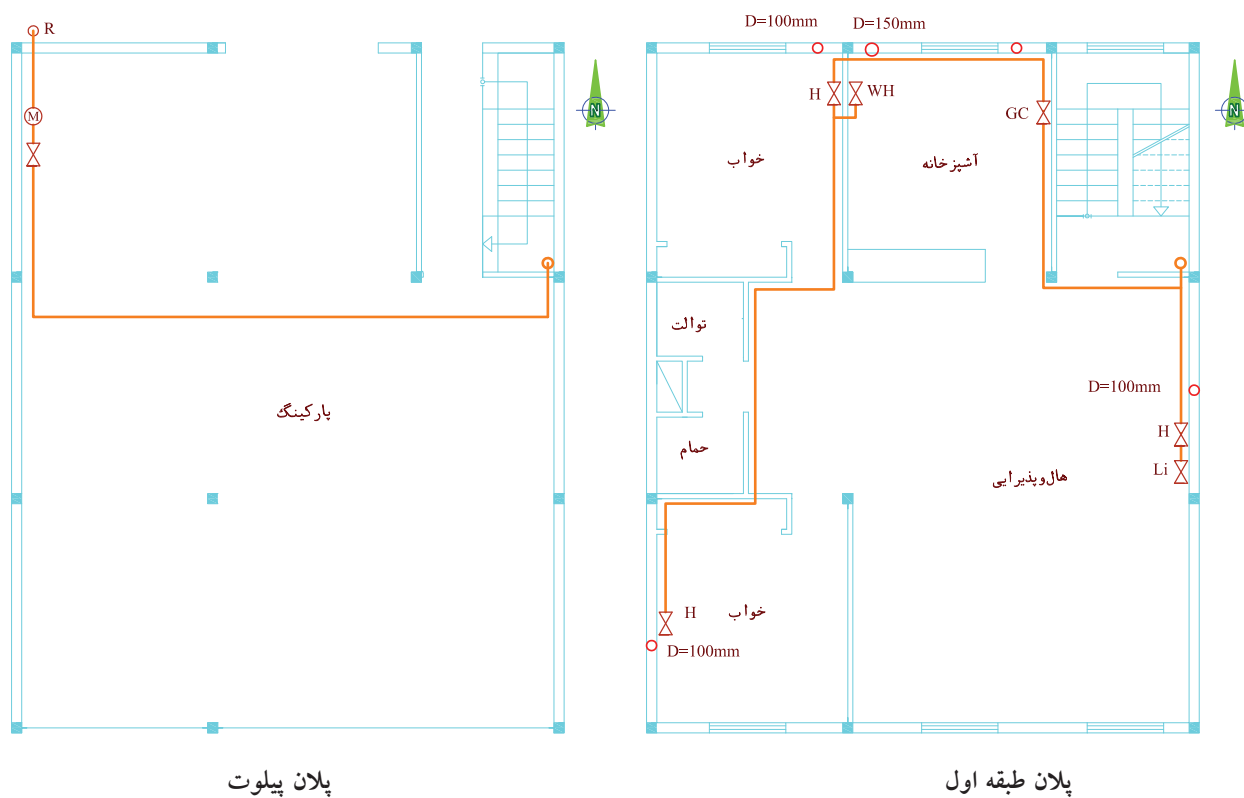 R
M
N
پارکینگ
پلان پیلوت
D=100mm
D=150mm
H
WH
GC
N
خواب
آشپزخانه
توالت
D=100mm
حمام
H
Li
هال‌وپذیرایی
H
خواب
D=100mm
پلان طبقه اول